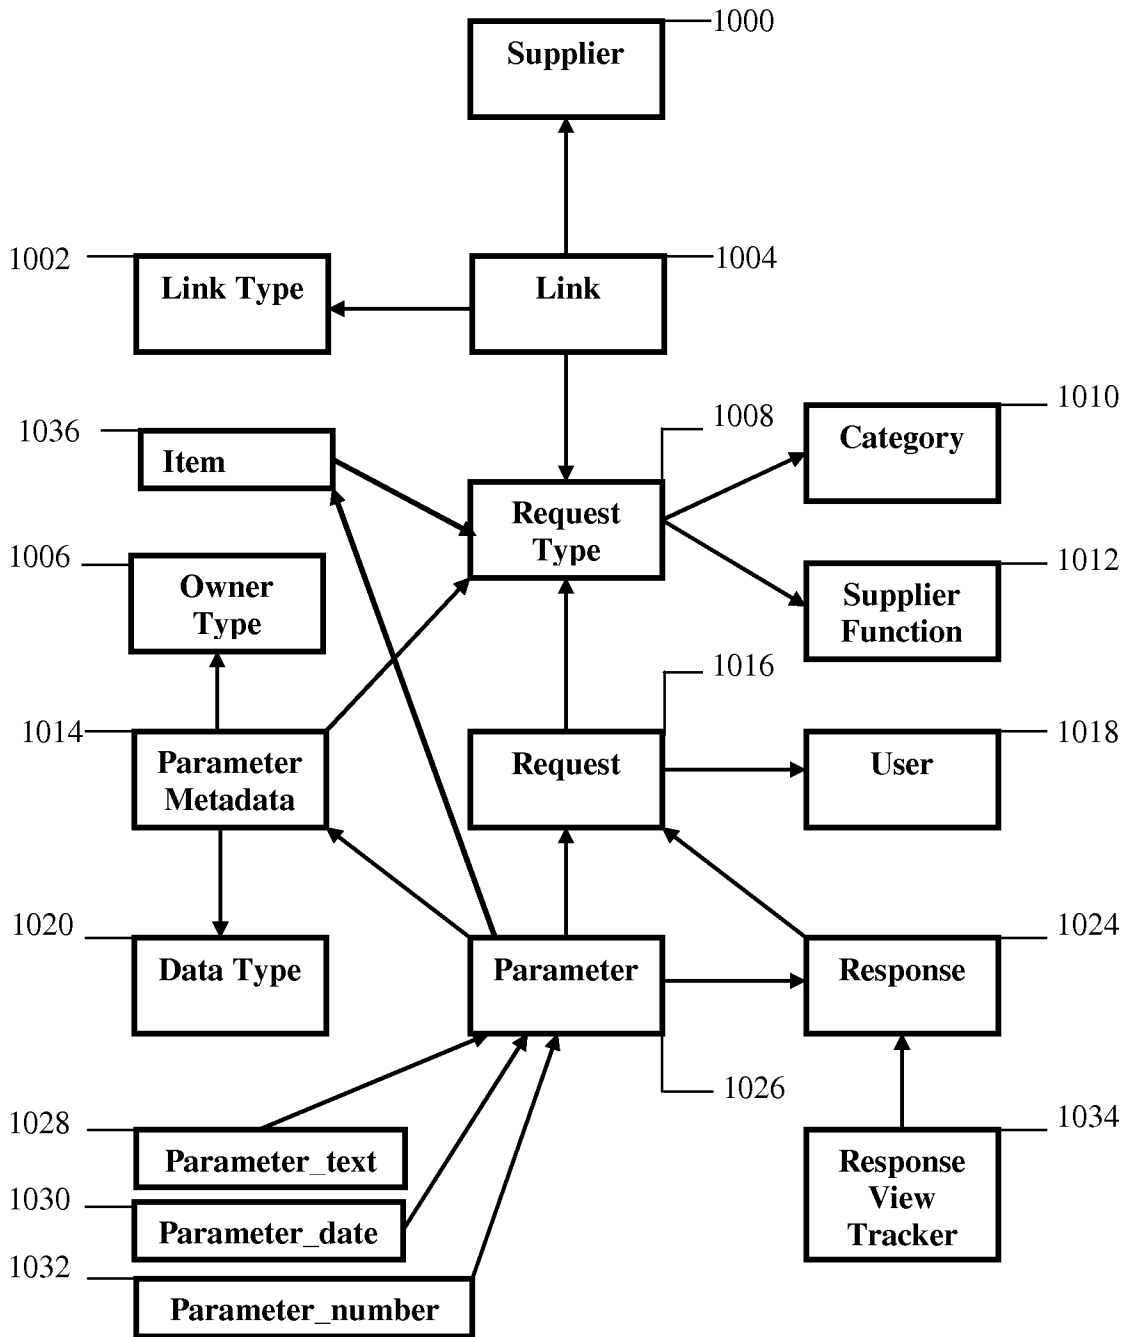 1000
Supplier
1002
Link Type
Link
1004
1036
Item
1008
Request
Type
1010
Category
1006
Owner
Type
1012
Supplier
Function
1014
Parameter
Metadata
1016
Request
1018
User
1020
Data Type
Parameter
1024
Response
1026
1028
Parameter_text
1030
Parameter_date
1032
Parameter_number
1034
Response
View
Tracker